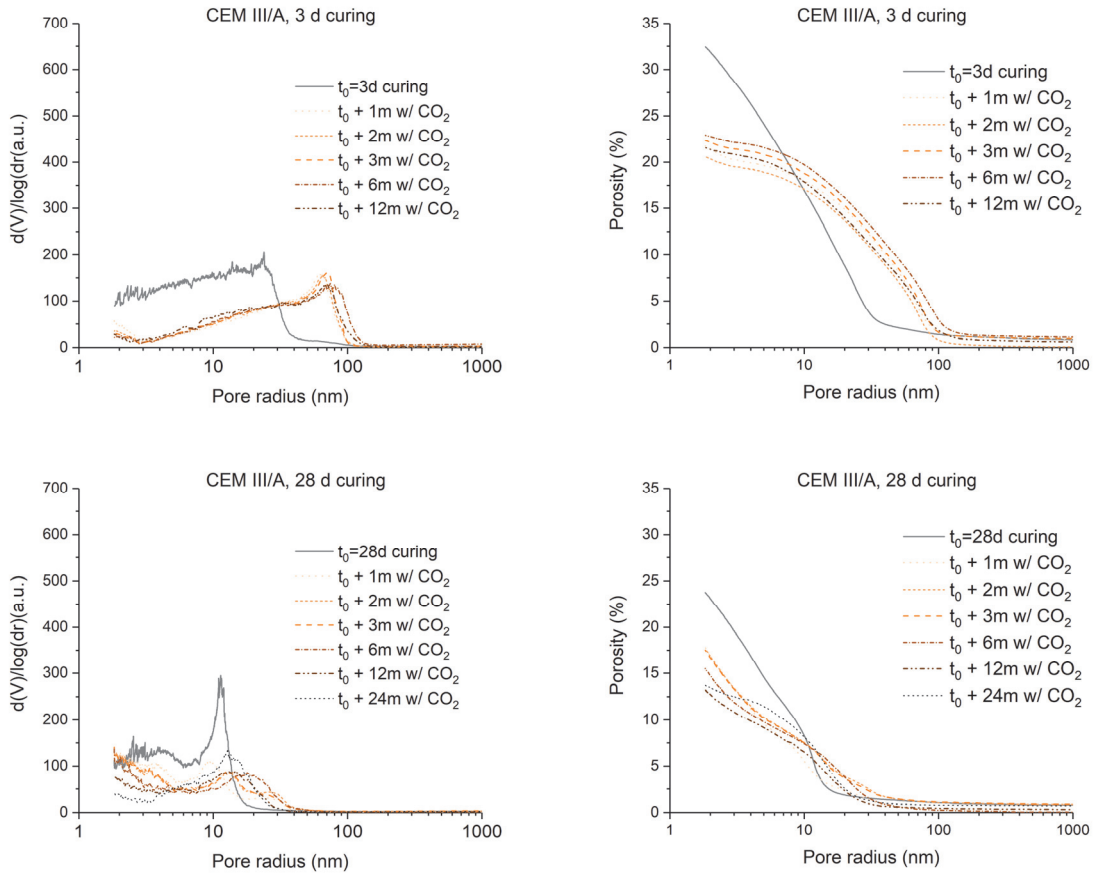 CEM III/A, 3 d curing
d(V)/log(dr(a.u.)
700
600
500
400
300
200
100
0
t₀=3d curing
t₀ + 1m w/ CO₂
t₀ + 2m w/ CO₂
t₀ + 3m w/ CO₂
t₀ + 6m w/ CO₂
t₀ + 12m w/ CO₂
1 10 100 1000
Pore radius (nm)
CEM III/A, 3 d curing
Porosity (%)
35
30
25
20
15
10
5
0
t₀=3d curing
t₀ + 1m w/ CO₂
t₀ + 2m w/ CO₂
t₀ + 3m w/ CO₂
t₀ + 6m w/ CO₂
t₀ + 12m w/ CO₂
1 10 100 1000
Pore radius (nm)
CEM III/A, 28 d curing
d(V)/log(dr)(a.u.)
700
600
500
400
300
200
100
0
t₀=28d curing
t₀ + 1m w/ CO₂
t₀ + 2m w/ CO₂
t₀ + 3m w/ CO₂
t₀ + 6m w/ CO₂
t₀ + 12m w/ CO₂
t₀ + 24m w/ CO₂
1 10 100 1000
Pore radius (nm)
CEM III/A, 28 d curing
Porosity (%)
35
30
25
20
15
10
5
0
t₀=28d curing
t₀ + 1m w/ CO₂
t₀ + 2m w/ CO₂
t₀ + 3m w/ CO₂
t₀ + 6m w/ CO₂
t₀ + 12m w/ CO₂
t₀ + 24m w/ CO₂
1 10 100 1000
Pore radius (nm)